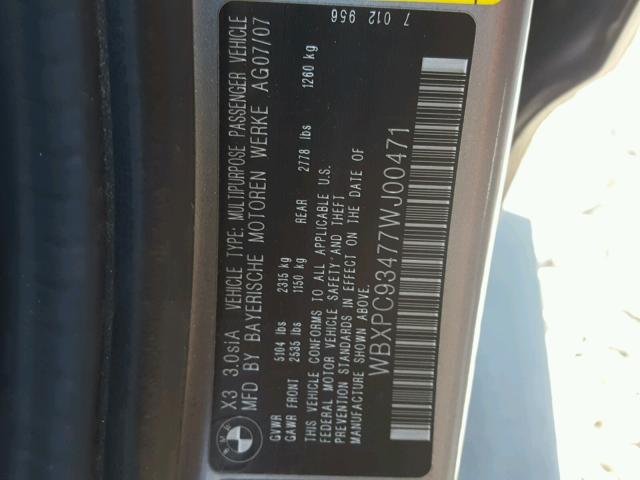 X3 3.0siA VEHICLE TYPE: MULTIPURPOSE PASSENGER VEHICLE
MFD BY BAYERISCHE MOTOREN WERKE AG07/07
GVWR 5104 lbs 2315 kg
GAWR FRONT 2535 lbs 1150 kg REAR 2778 lbs 1260 kg
THIS VEHICLE CONFORMS TO ALL APPLICABLE U.S.
FEDERAL MOTOR VEHICLE SAFETY AND THEFT
PREVENTION STANDARDS IN EFFECT ON THE DATE OF
MANUFACTURE SHOWN ABOVE.
WBXPC93477WJ00471
7 012 956
BMW